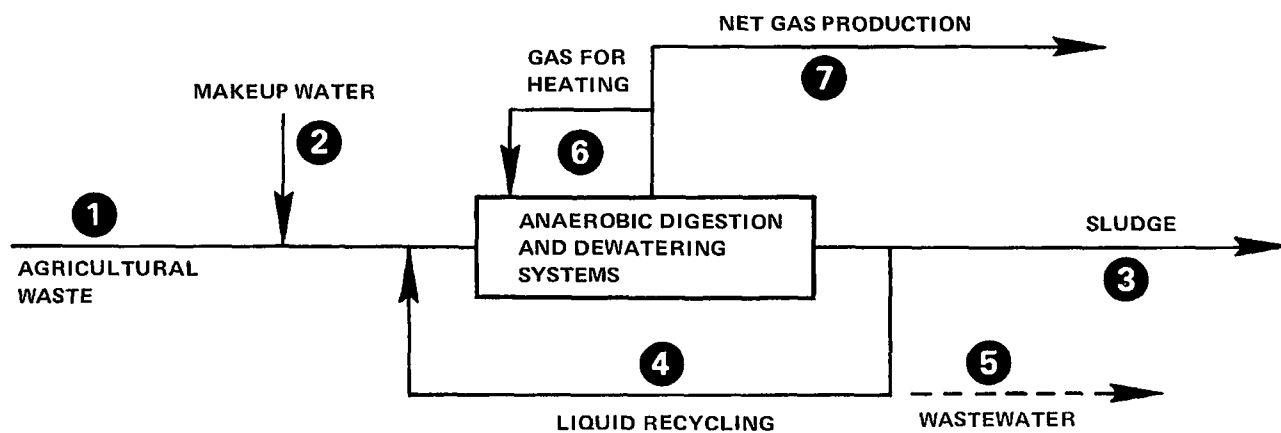 NET GAS PRODUCTION
7
GAS FOR
HEATING
6
MAKEUP WATER
2
1
AGRICULTURAL
WASTE
ANAEROBIC DIGESTION
AND DEWATERING
SYSTEMS
SLUDGE
3
4
LIQUID RECYCLING
5
WASTEWATER